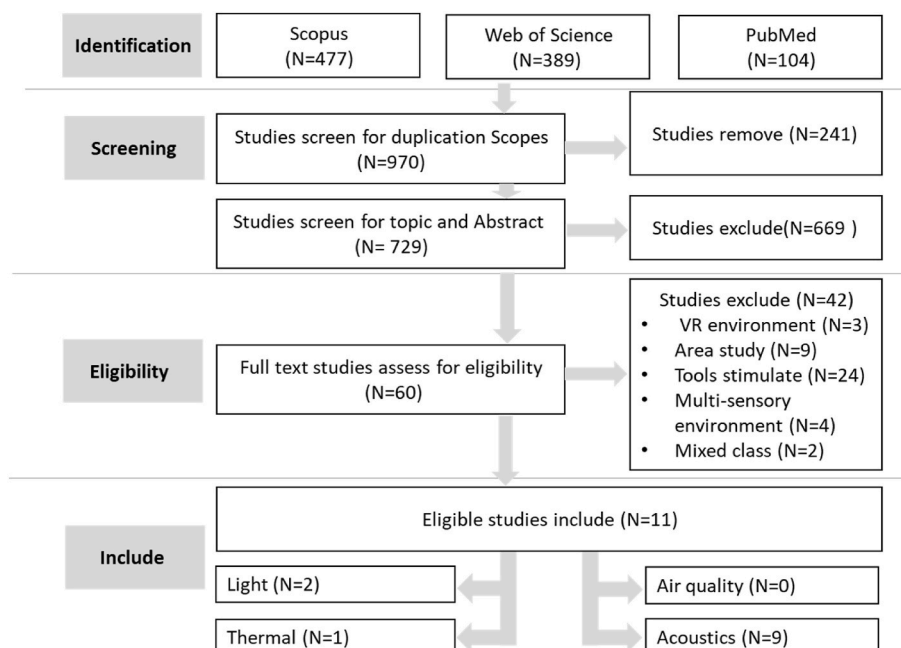 Identification
Scopus
(N=477)
Web of Science
(N=389)
PubMed
(N=104)
Screening
Studies screen for duplication Scopes
(N=970)
Studies remove (N=241)
Studies screen for topic and Abstract
(N= 729)
Studies exclude(N=669 )
Eligibility
Full text studies assess for eligibility
(N=60)
Studies exclude (N=42)
• VR environment (N=3)
• Area study (N=9)
• Tools stimulate (N=24)
• Multi-sensory
environment (N=4)
• Mixed class (N=2)
Include
Eligible studies include (N=11)
Light (N=2)
Air quality (N=0)
Thermal (N=1)
Acoustics (N=9)